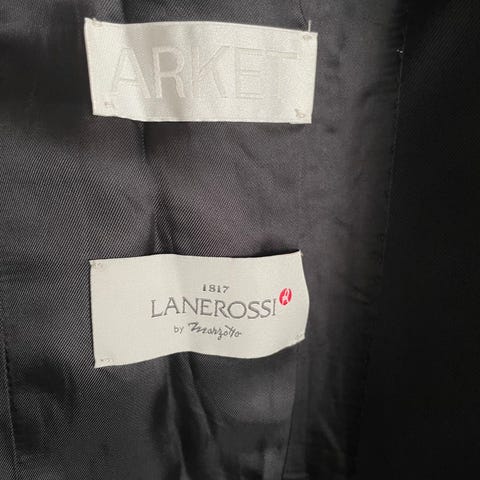 ARKET
1817
LANEROSSI
by Marzotto